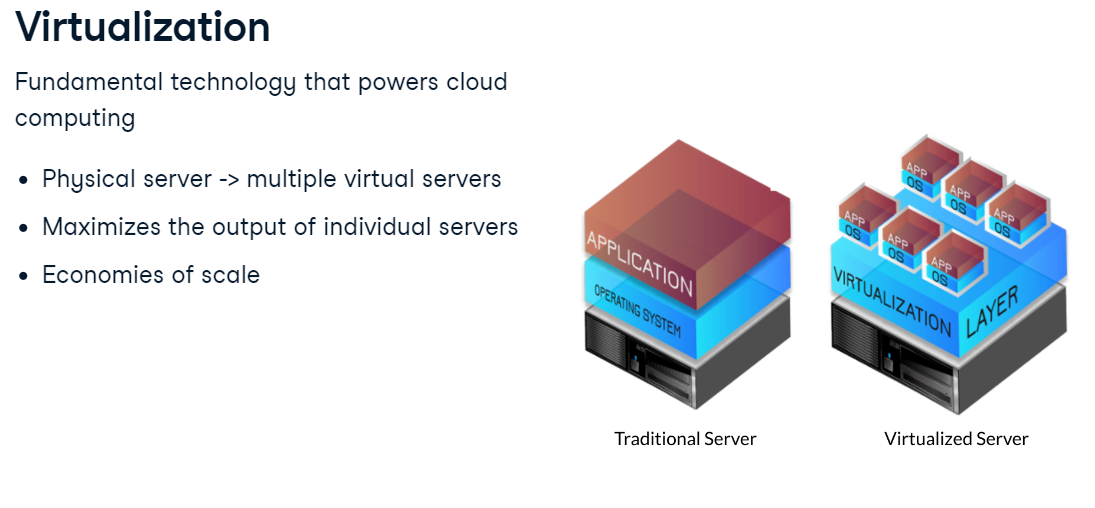 Virtualization
Fundamental technology that powers cloud
computing
• Physical server -> multiple virtual servers
• Maximizes the output of individual servers
• Economies of scale
APPLICATION
OPERATING SYSTEM
Traditional Server
APP
OS
APP
OS
APP
OS
APP
OS
APP
OS
APP
OS
VIRTUALIZATION
LAYER
Virtualized Server